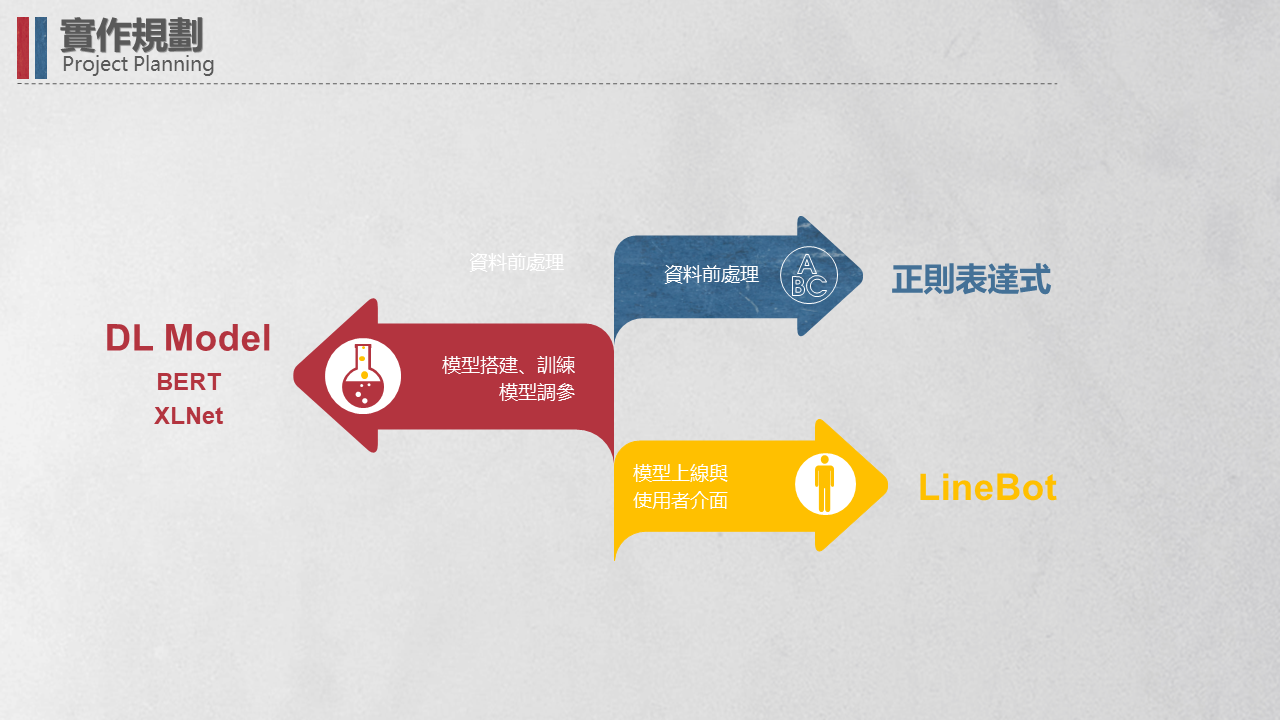 實作規劃
Project Planning
資料前處理
資料前處理
A
BC
正則表達式
DL Model
BERT
XLNet
模型搭建、訓練
模型調參
模型上線與
使用者介面
LineBot